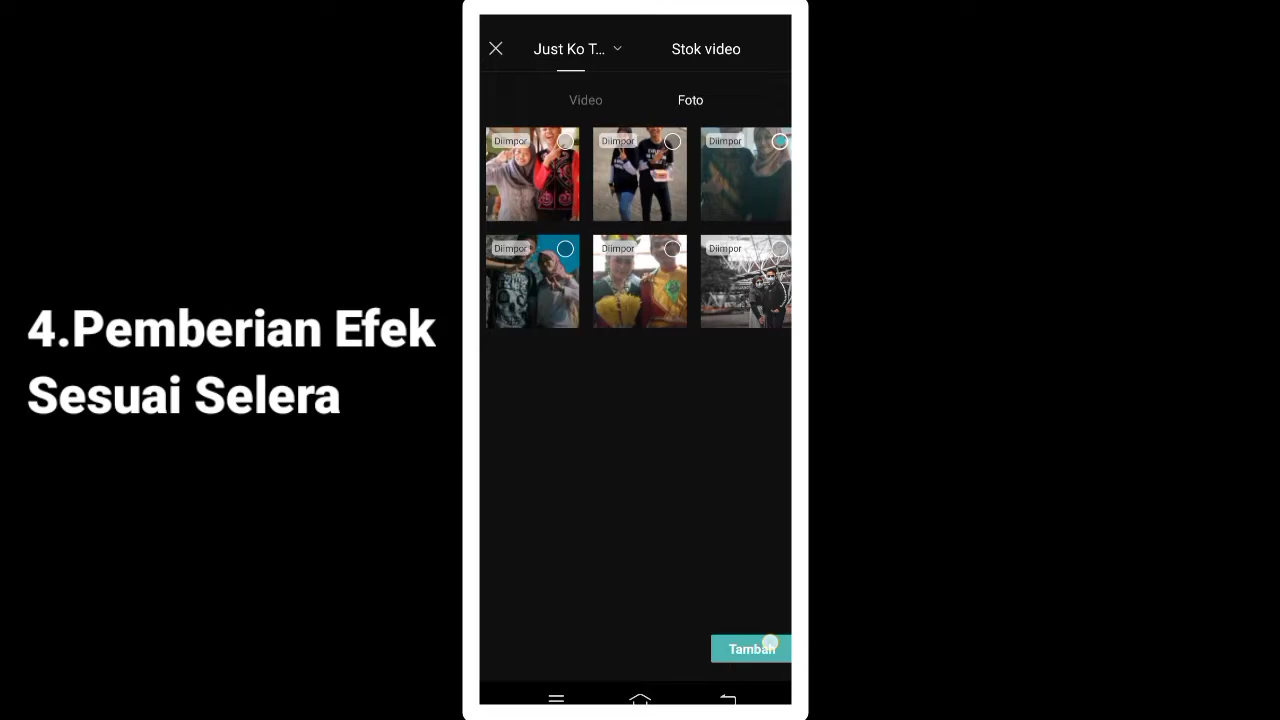 Just Ko T...
Stok video
Video
Foto
Diimpor
Diimpor
Diimpor
Diimpor
Diimpor
Diimpor
4.Pemberian Efek
Sesuai Selera
Tambah